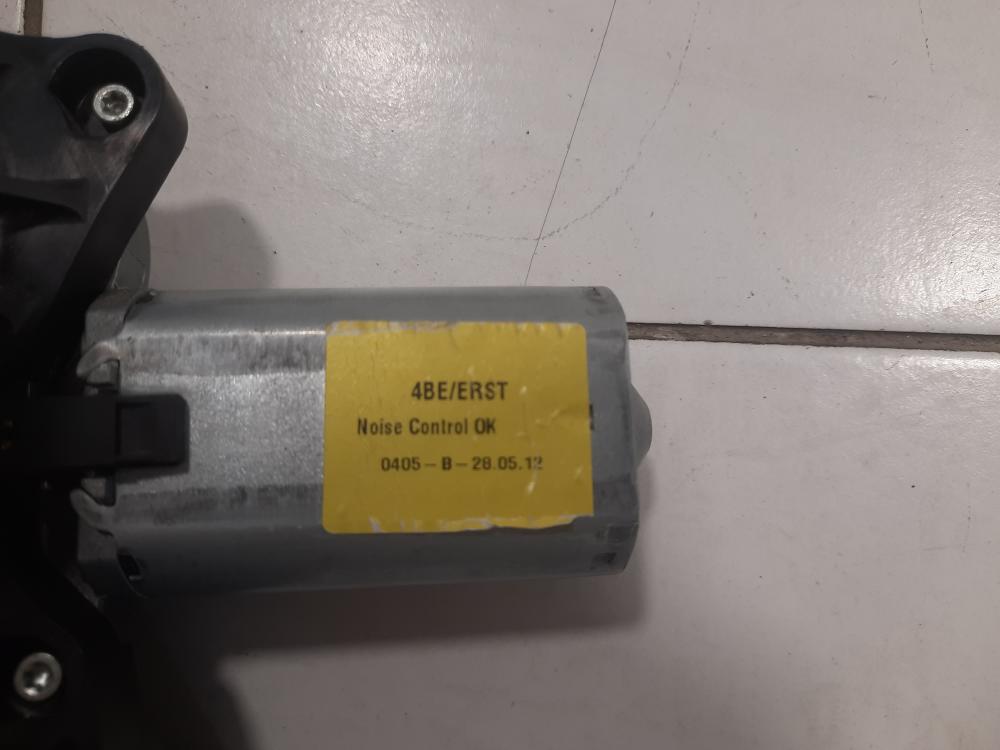 4BE/ERST
Noise Control OK
0405 – B – 28.05.12